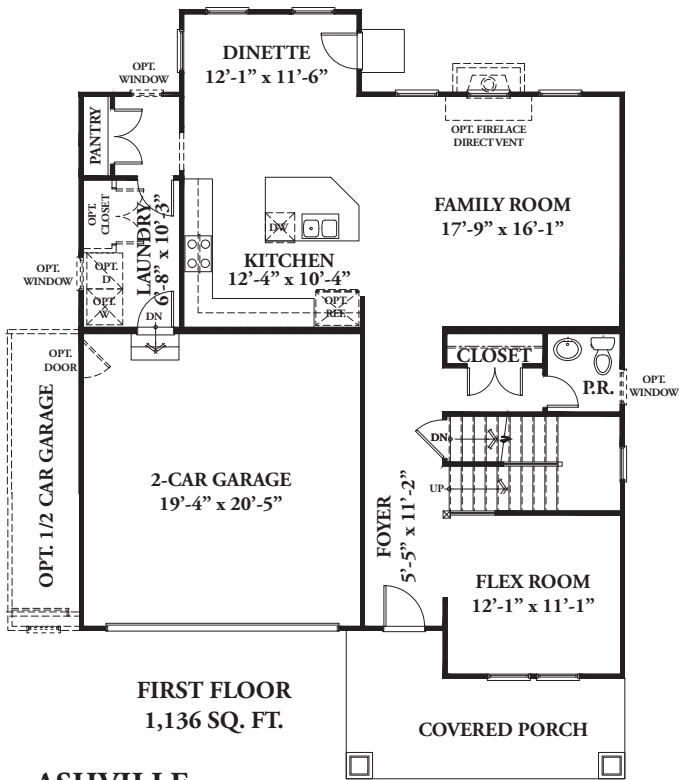 DINETTE
12’-1” x 11’-6”
OPT.
WINDOW
PANTRY
OPT. FIRELACE
DIRECT VENT
OPT.
CLOSET
LAUNDRY
6’-8” x 10’-3”
FAMILY ROOM
17’-9” x 16’-1”
DW
KITCHEN
12’-4” x 10’-4”
OPT.
WINDOW
OPT.
D
OPT.
W
DN
OPT.
REF.
OPT.
DOOR
CLOSET
P.R.
OPT.
WINDOW
OPT. 1/2 CAR GARAGE
2-CAR GARAGE
19’-4” x 20’-5”
DN
UP
FOYER
5’-5” x 11’-2”
FLEX ROOM
12’-1” x 11’-1”
FIRST FLOOR
1,136 SQ. FT.
COVERED PORCH
ASHVILLE